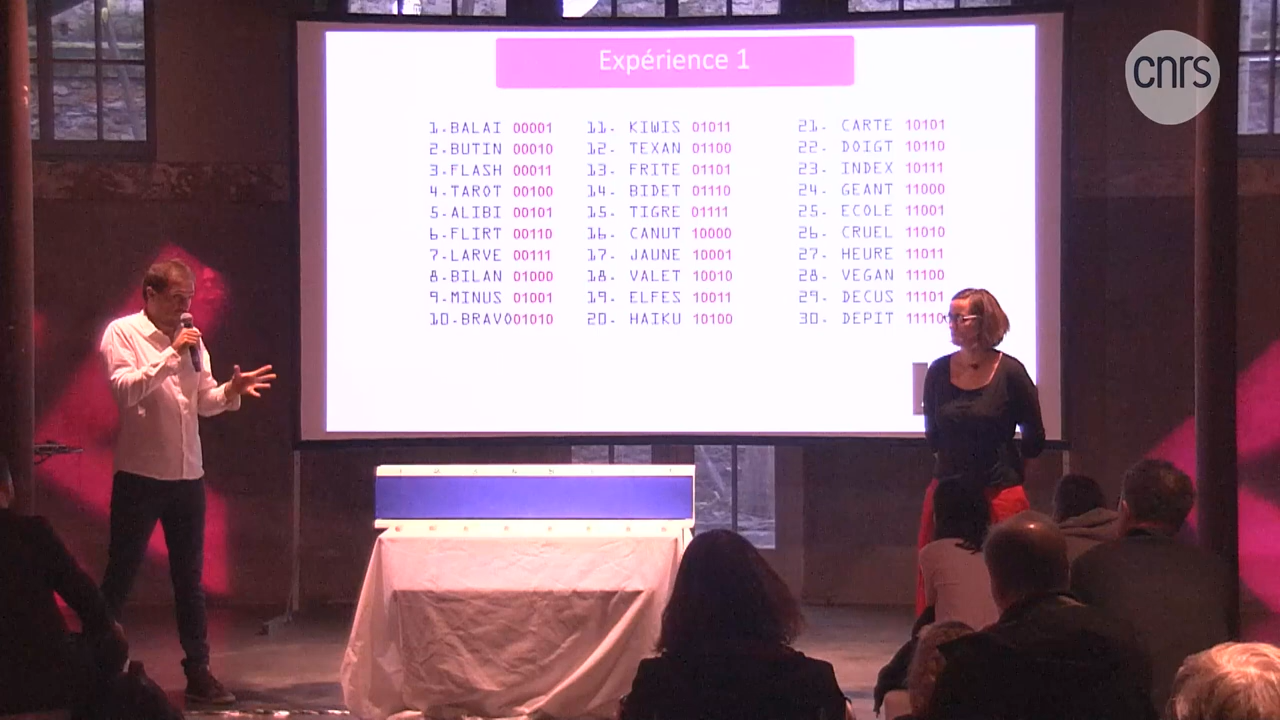 Expérience 1
cnrs
1.BALAI 00001
2.BUTIN 00010
3.FLASH 00011
4.TAROT 00100
5.ALIBI 00101
6.FLIRT 00110
7.LARVE 00111
8.BILAN 01000
9.MINUS 01001
10.BRAVO01010
11. KIWIS 01011
12. TEXAN 01100
13. FRITE 01101
14. BIDET 01110
15. TIGRE 01111
16. CANUT 10000
17. JAUNE 10001
18. VALET 10010
19. ELFES 10011
20. HAIKU 10100
21. CARTE 10101
22. DOIGT 10110
23. INDEX 10111
24. GEANT 11000
25. ECOLE 11001
26. CRUEL 11010
27. HEURE 11011
28. VEGAN 11100
29. DECUS 11101
30. DEPIT 11110